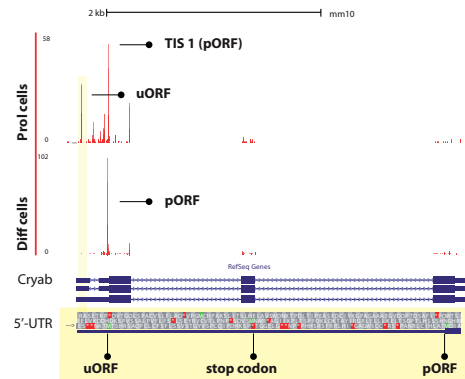 2 kb mm10
58
TIS 1 (pORF)
uORF
Prol cells
0
102
pORF
Diff cells
0
RefSeq Genes
Cryab
5'-UTR
uORF stop codon pORF